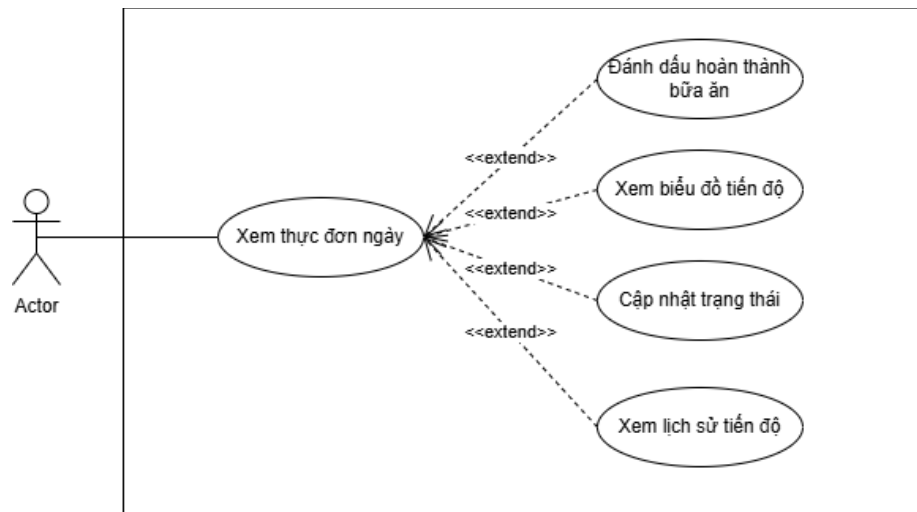 Đánh dấu hoàn thành
bữa ăn
<<extend>>
Xem biểu đồ tiến độ
<<extend>>
Xem thực đơn ngày
<<extend>>
Cập nhật trạng thái
Actor
<<extend>>
Xem lịch sử tiến độ